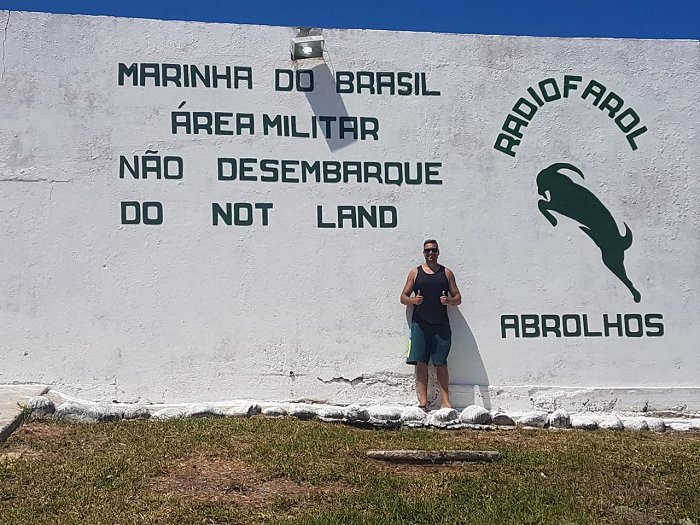 MARINHA DO BRASIL
ÁREA MILITAR
NÃO DESEMBARQUE
DO NOT LAND
RADIOFAROL
ABROLHOS